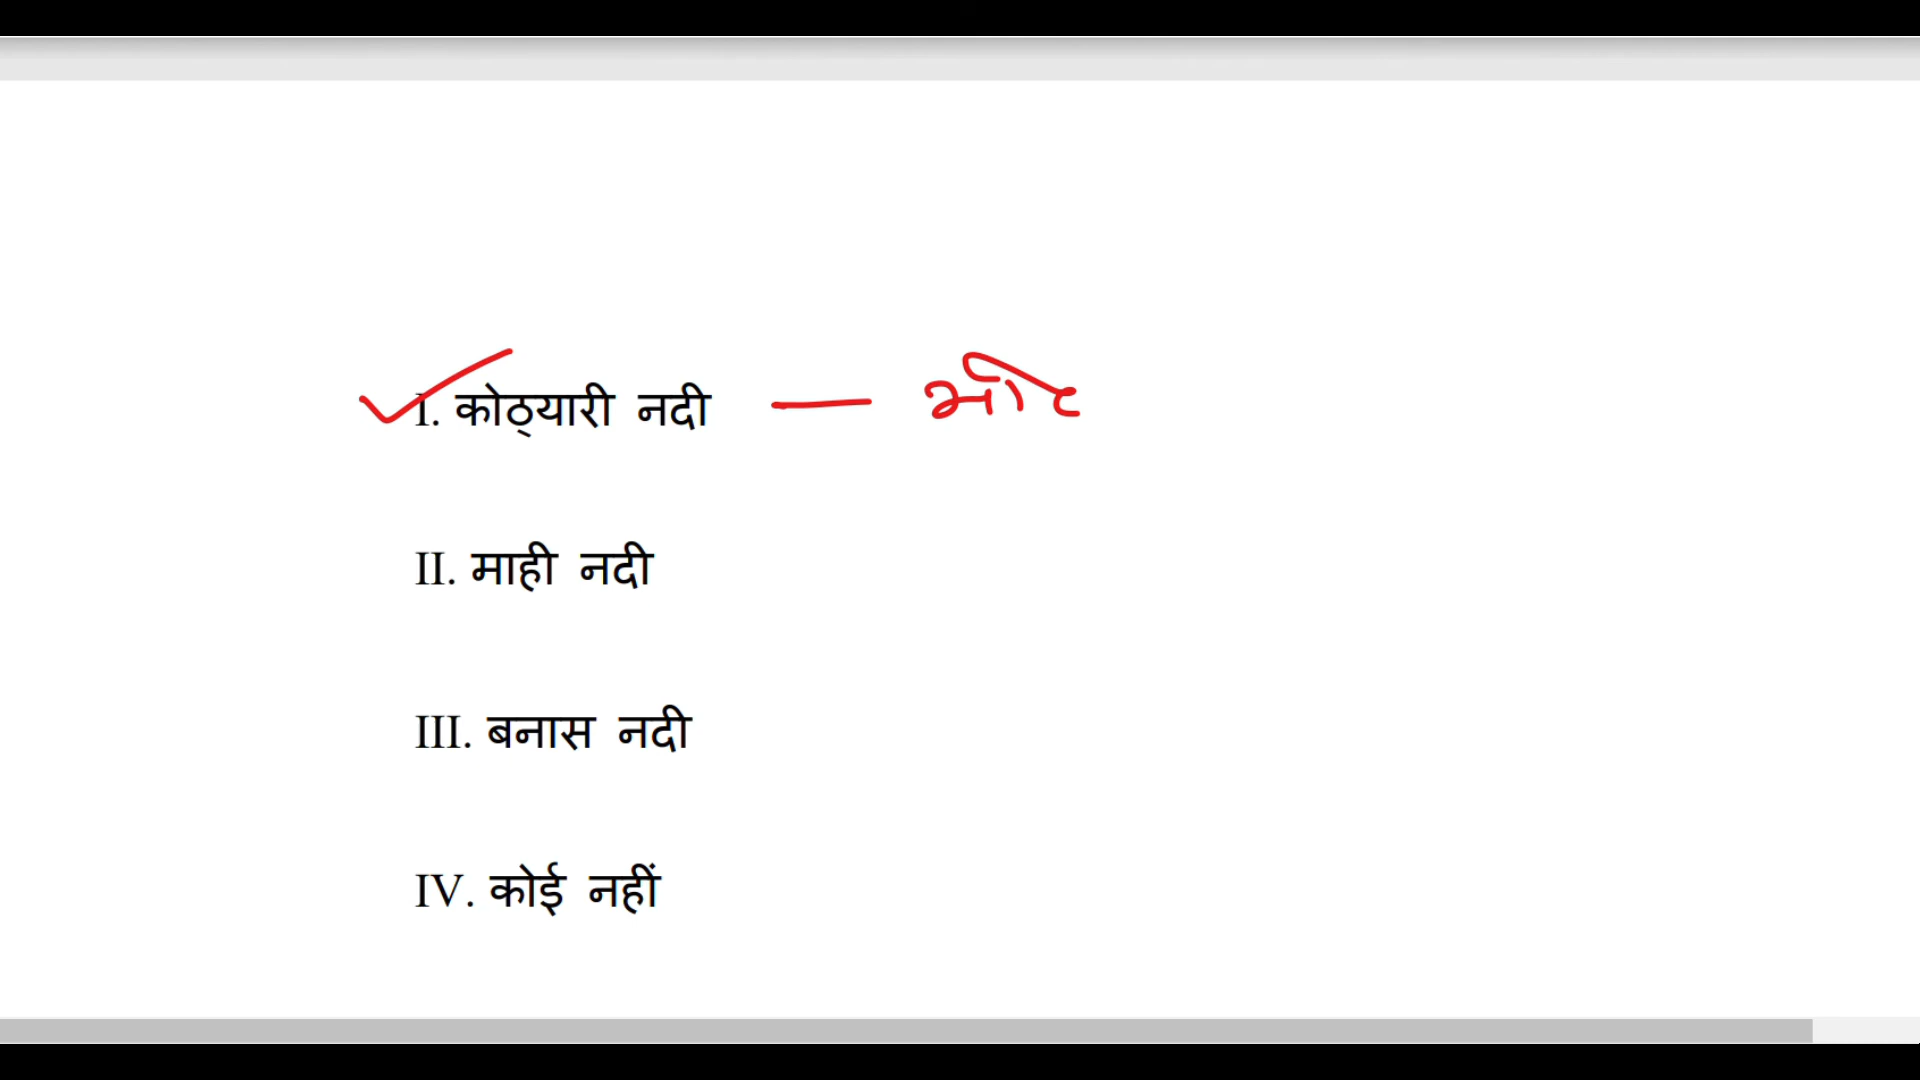 I. कोठ्यारी नदी —
II. माही नदी
III. बनास नदी
IV. कोई नहीं